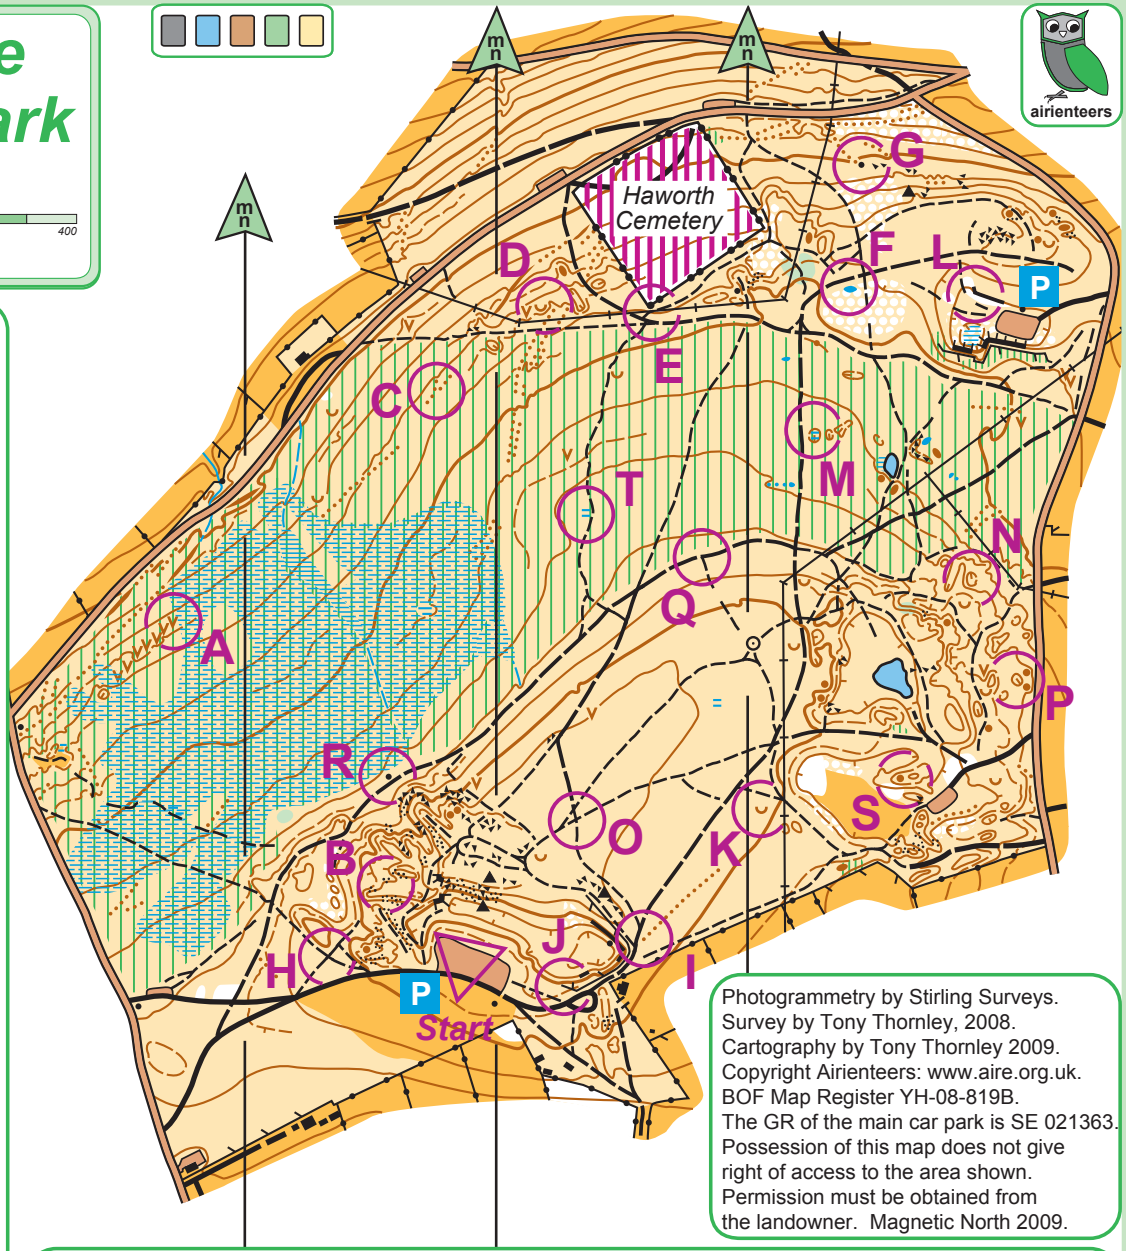 e
ark
400
m
n
m
n
m
n
airienteers
Haworth
Cemetery
G
D
F
L
P
E
C
M
T
N
Q
A
P
R
S
O
K
B
J
H
I
P
Start
Photogrammetry by Stirling Surveys.
Survey by Tony Thornley, 2008.
Cartography by Tony Thornley 2009.
Copyright Airienteers: www.aire.org.uk.
BOF Map Register YH-08-819B.
The GR of the main car park is SE 021363.
Possession of this map does not give
right of access to the area shown.
Permission must be obtained from
the landowner.  Magnetic North 2009.